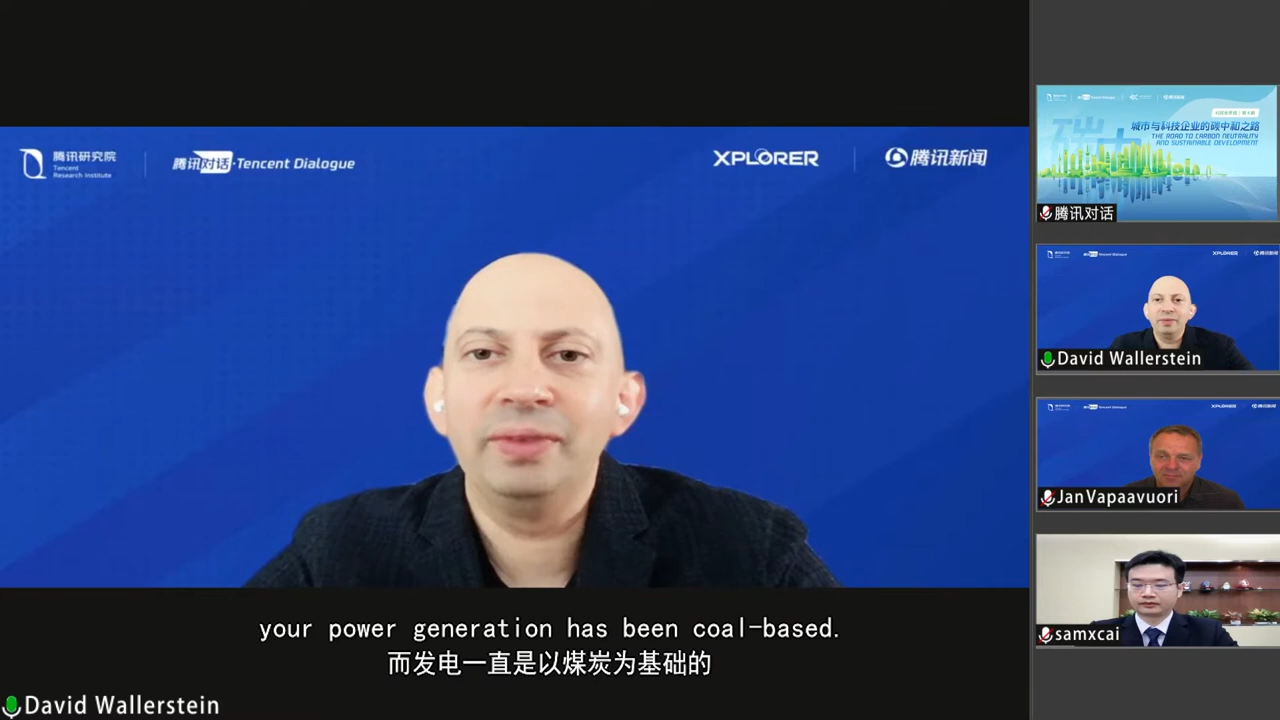 腾讯研究院
Tencent
Research Institute
腾讯对话·Tencent Dialogue
XPLORER
腾讯新闻
your power generation has been coal-based.
而发电一直是以煤炭为基础的
David Wallerstein
城市与科技企业的碳中和之路
THE ROAD TO CARBON NEUTRALITY
AND SUSTAINABLE DEVELOPMENT
腾讯对话
XPLORER
David Wallerstein
XPLORER
JanVapaavuori
samxcai